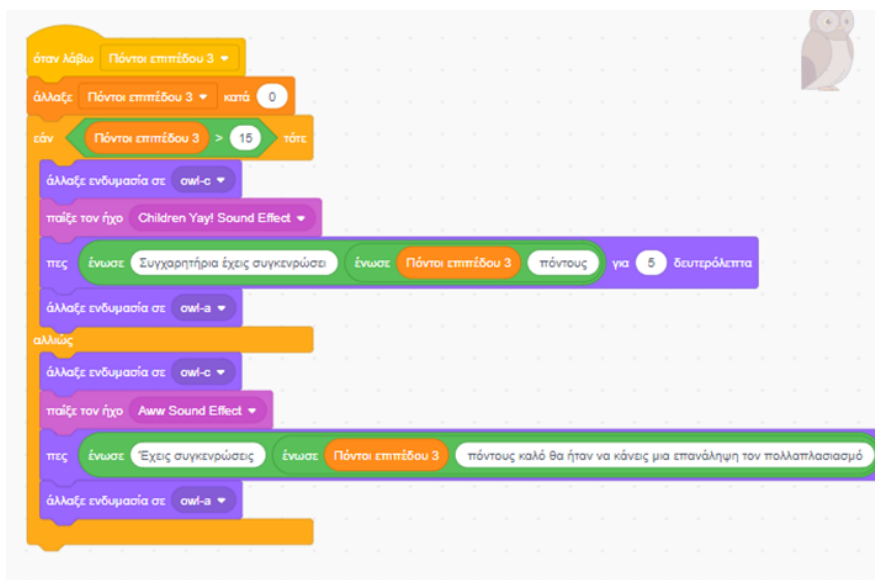 όταν λάβω Πόντοι επιπέδου 3
άλλαξε Πόντοι επιπέδου 3 κατά 0
εάν Πόντοι επιπέδου 3 > 15 τότε
άλλαξε ενδυμασία σε owl-c
παίξε τον ήχο Children Yay! Sound Effect
πες ένωσε Συγχαρητήρια έχεις συγκενρώσει ένωσε Πόντοι επιπέδου 3 πόντους για 5 δευτερόλεπτα
άλλαξε ενδυμασία σε owl-a
αλλιώς
άλλαξε ενδυμασία σε owl-c
παίξε τον ήχο Aww Sound Effect
πες ένωσε Έχεις συγκενρώσεις ένωσε Πόντοι επιπέδου 3 πόντους καλό θα ήταν να κάνεις μια επανάληψη τον πολλαπλασιασμό
άλλαξε ενδυμασία σε owl-a